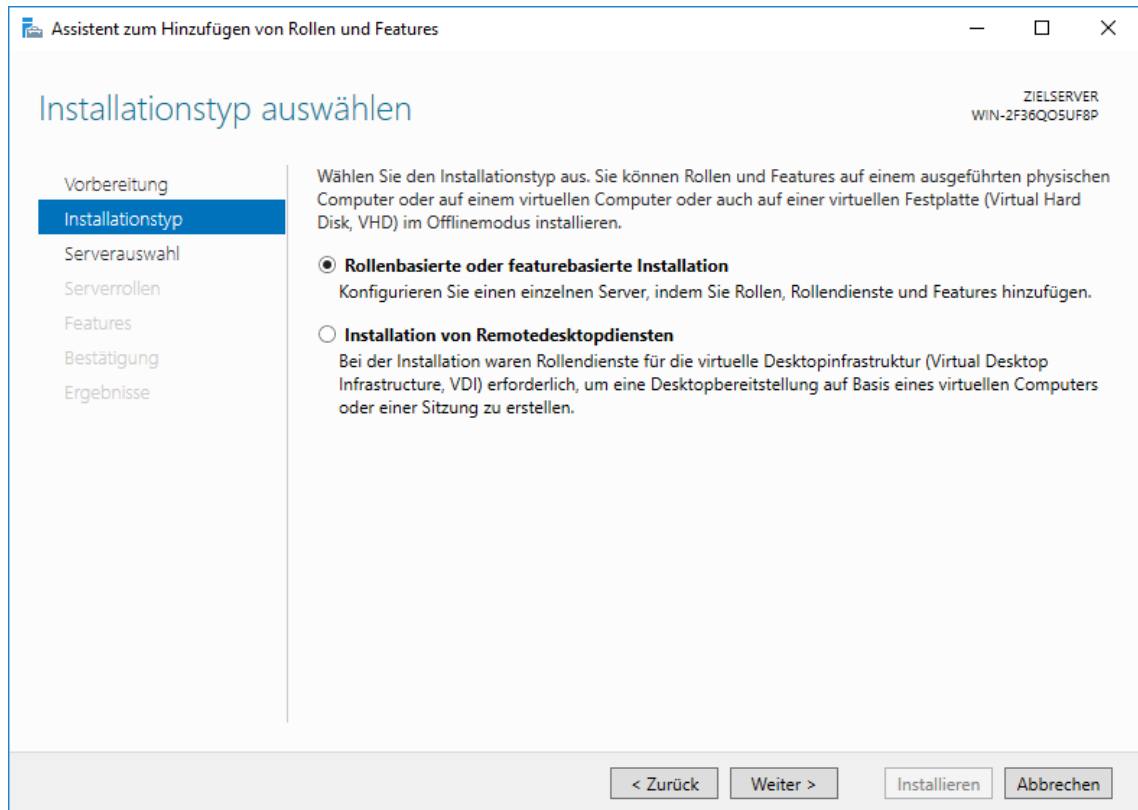 Assistent zum Hinzufügen von Rollen und Features
Installationstyp auswählen
ZIELSERVER
WIN-2F36QO5UF8P
Vorbereitung
Installationstyp
Serverauswahl
Serverrollen
Features
Bestätigung
Ergebnisse
Wählen Sie den Installationstyp aus. Sie können Rollen und Features auf einem ausgeführten physischen
Computer oder auf einem virtuellen Computer oder auch auf einer virtuellen Festplatte (Virtual Hard
Disk, VHD) im Offlinemodus installieren.
Rollenbasierte oder featurebasierte Installation
Konfigurieren Sie einen einzelnen Server, indem Sie Rollen, Rollendienste und Features hinzufügen.
Installation von Remotedesktopdiensten
Bei der Installation waren Rollendienste für die virtuelle Desktopinfrastruktur (Virtual Desktop
Infrastructure, VDI) erforderlich, um eine Desktopbereitstellung auf Basis eines virtuellen Computers
oder einer Sitzung zu erstellen.
< Zurück
Weiter >
Installieren
Abbrechen